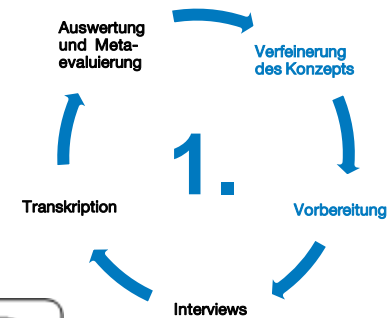 Auswertung
und Meta-
evaluierung
Verfeinerung
des Konzepts
1.
Transkription
Vorbereitung
Interviews